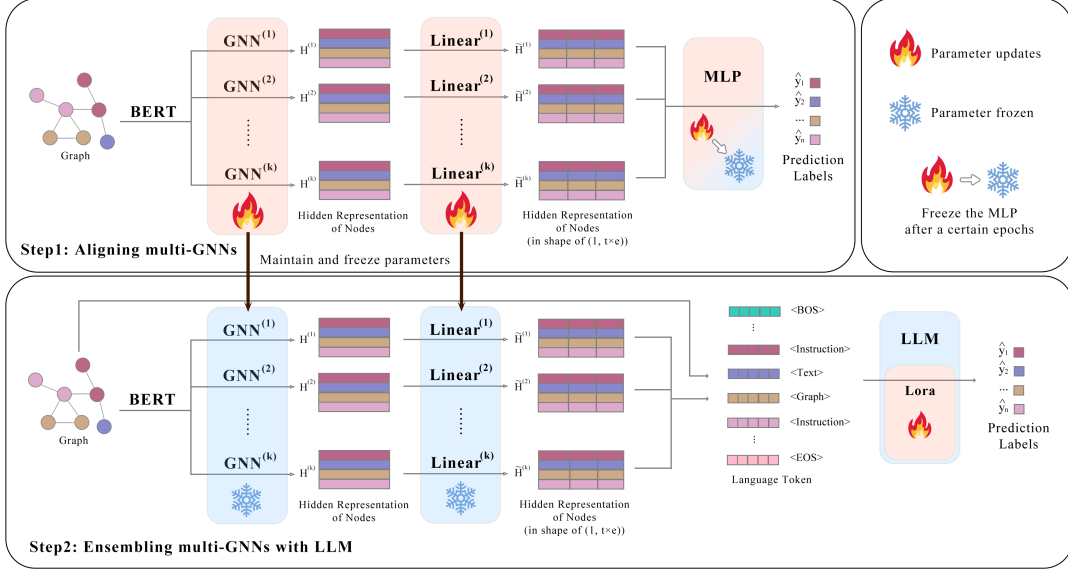 GNN(1)
H(1)
Linear(1)
H̃(1)
GNN(2)
H(2)
Linear(2)
H̃(2)
BERT
......
......
MLP
Graph
GNN(k)
H(k)
Linear(k)
H̃(k)
ŷ1
ŷ2
...
ŷn
Prediction
Labels
Hidden Representation
of Nodes
Hidden Representation
of Nodes
(in shape of (1, t×e))
Step1: Aligning multi-GNNs
Parameter updates
Parameter frozen
Freeze the MLP
after a certain epochs
Maintain and freeze parameters
GNN(1)
H(1)
Linear(1)
H̃(1)
GNN(2)
H(2)
Linear(2)
H̃(2)
BERT
......
......
Graph
GNN(k)
H(k)
Linear(k)
H̃(k)
Hidden Representation
of Nodes
Hidden Representation
of Nodes
(in shape of (1, t×e))
<BOS>
...
<Instruction>
<Text>
<Graph>
<Instruction>
...
<EOS>
Language Token
LLM
Lora
ŷ1
ŷ2
...
ŷn
Prediction
Labels
Step2: Ensembling multi-GNNs with LLM